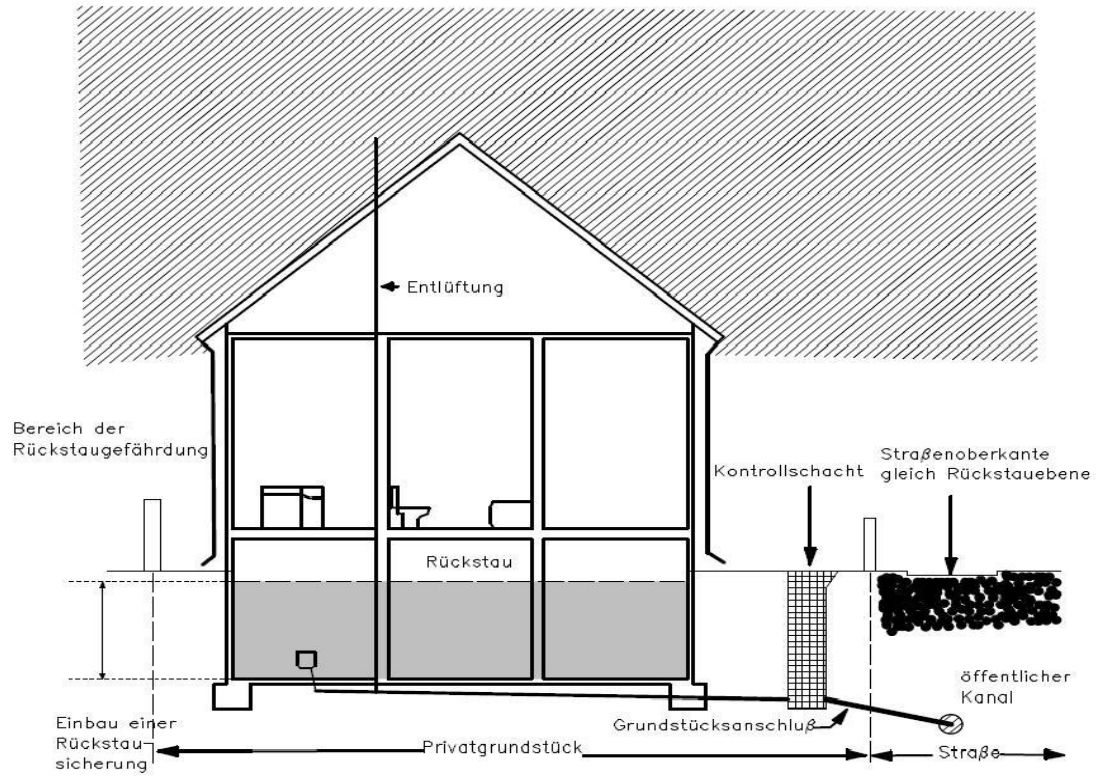 Entlüftung
Bereich der
Rückstaugefährdung
Kontrollschacht
Straßenoberkante
gleich Rückstauebene
Rückstau
öffentlicher
Kanal
Einbau einer
Rückstau
sicherung
Grundstücksanschluß
Privatgrundstück
Straße